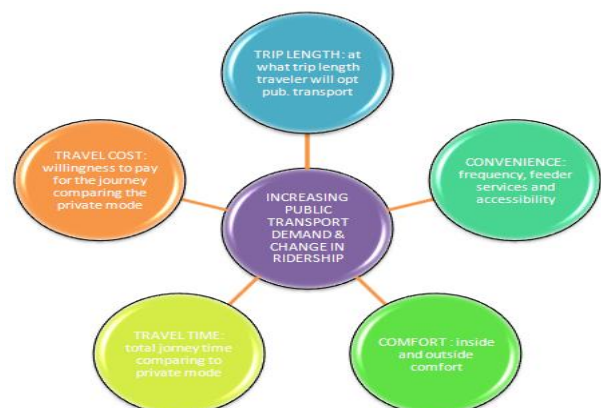 TRIP LENGTH: at
what trip length
traveler will opt
pub. transport
TRAVEL COST:
willingness to pay
for the journey
comparing the
private mode
CONVENIENCE:
frequency, feeder
services and
accessibility
INCREASING
PUBLIC
TRANSPORT
DEMAND &
CHANGE IN
RIDERSHIP
TRAVEL TIME:
total jorney time
comparing to
private mode
COMFORT : inside
and outside
comfort